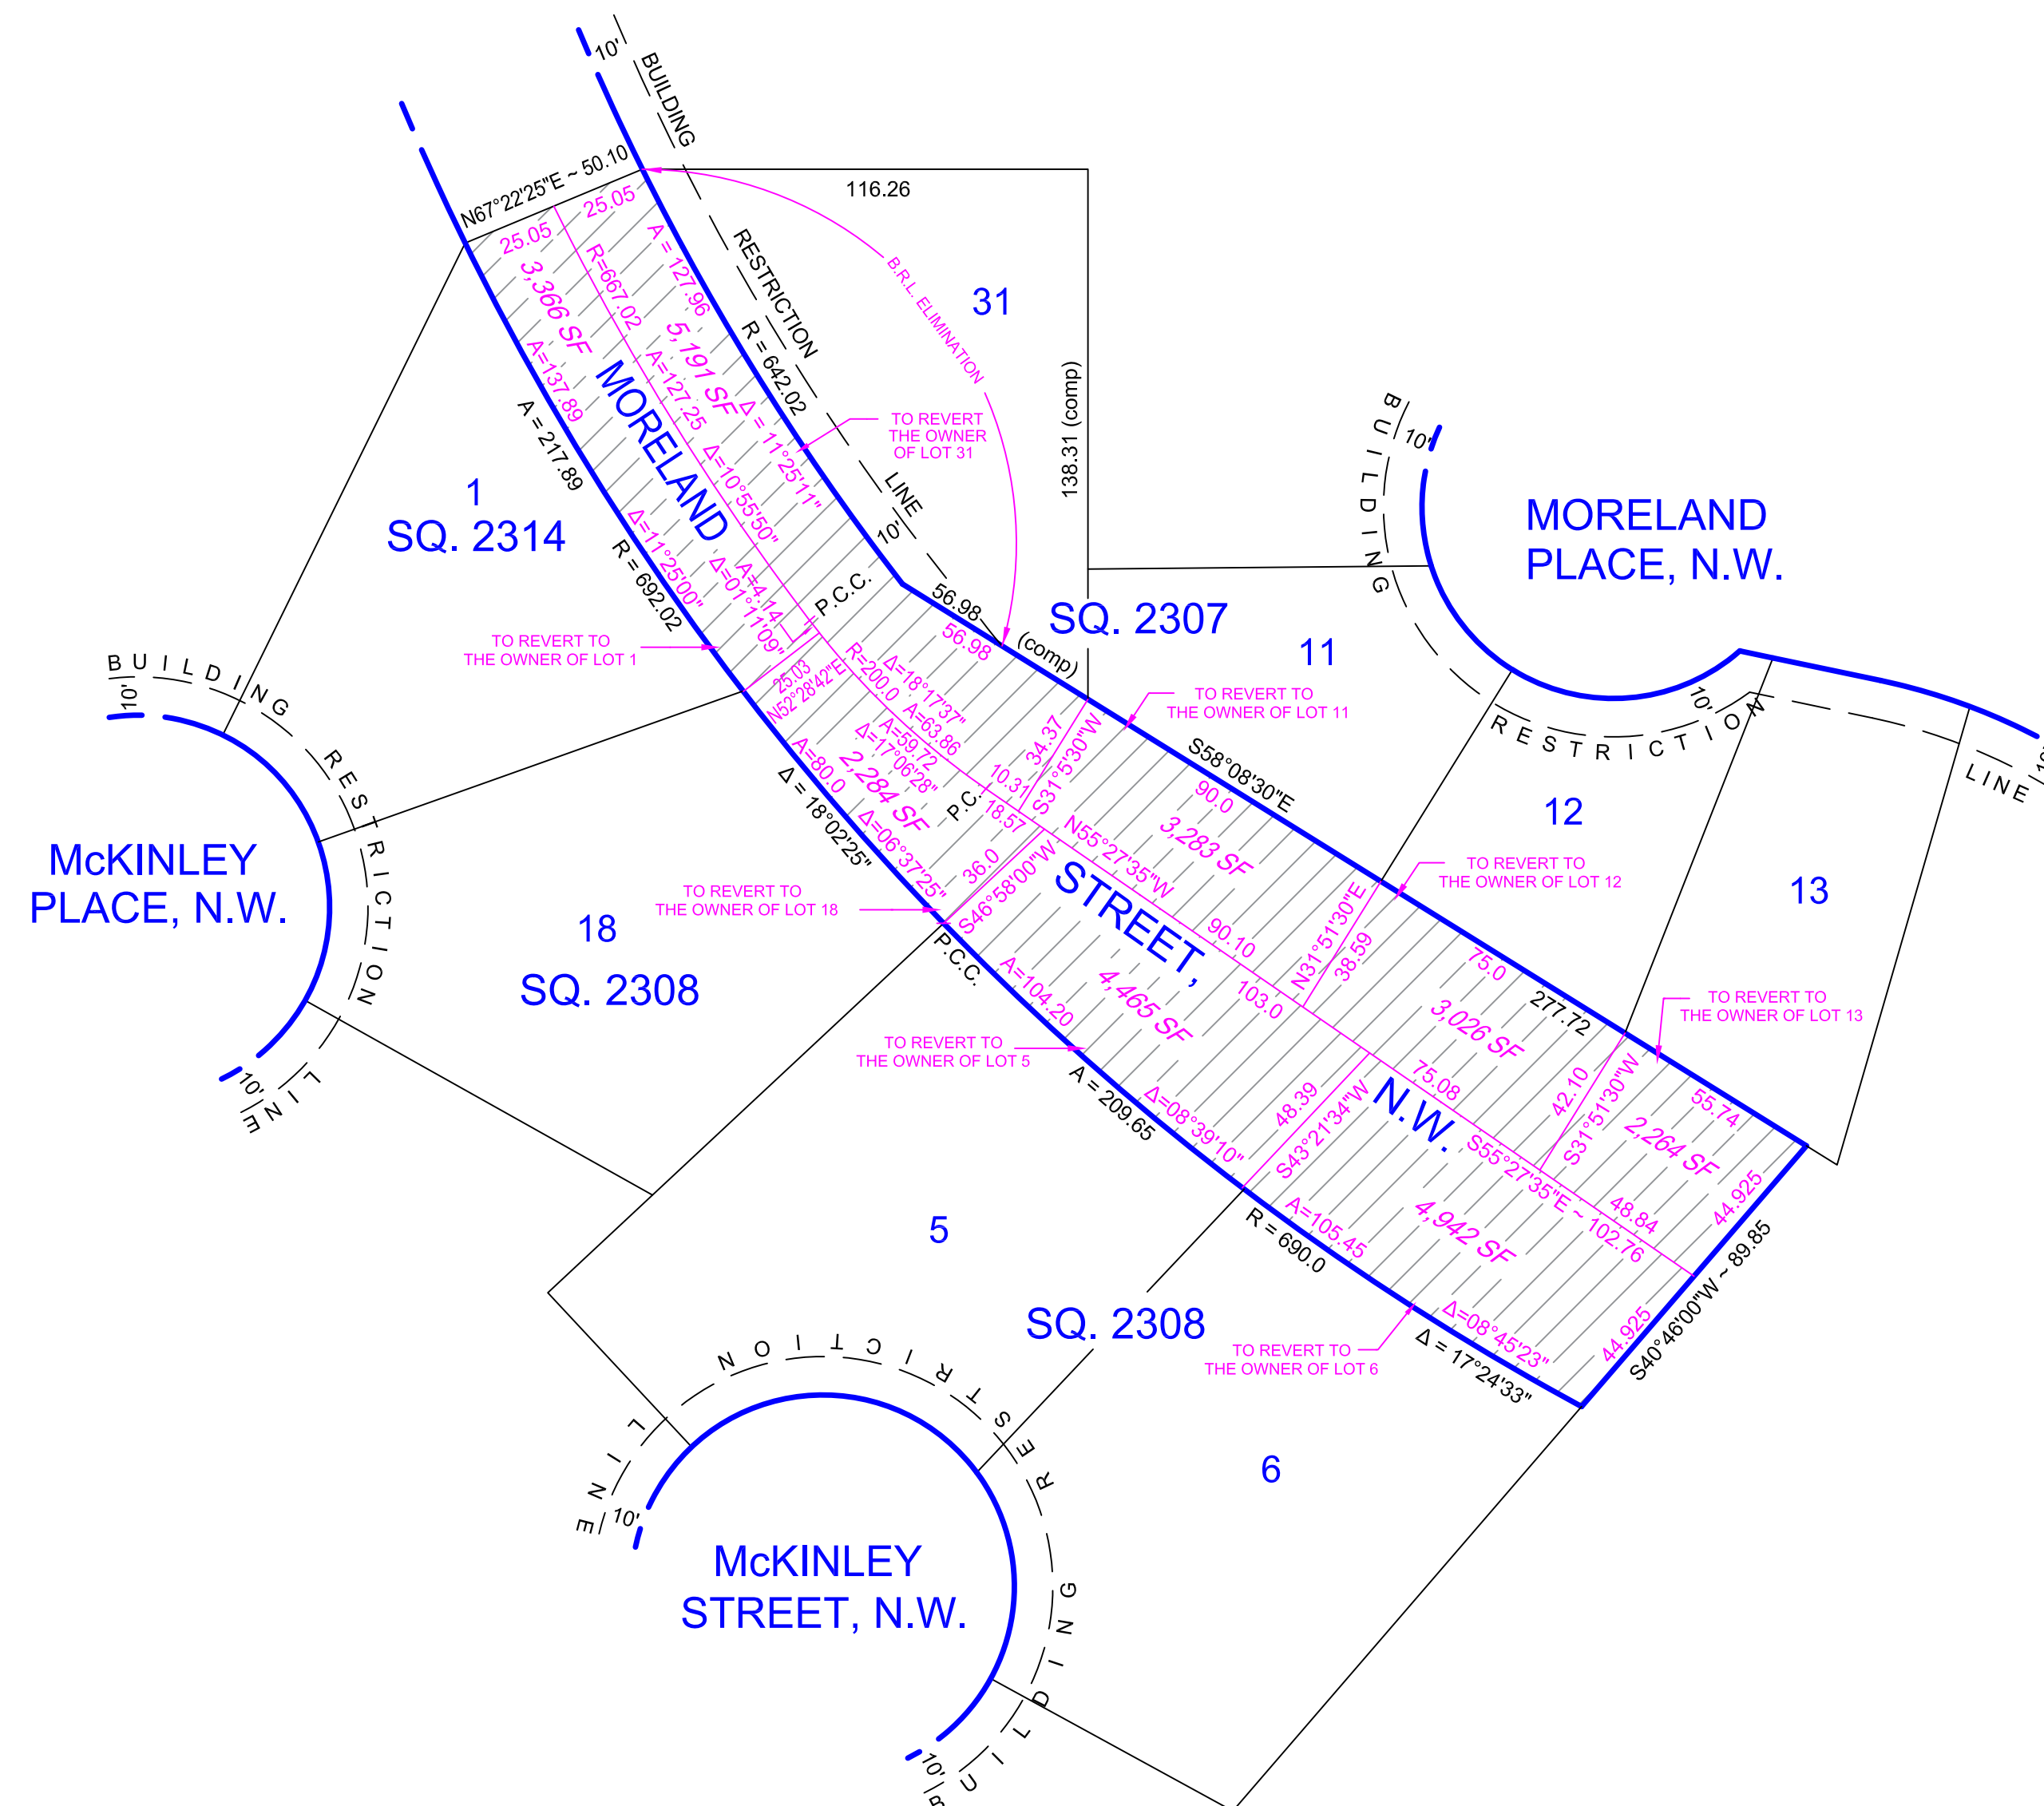 10'
BUILDING
RESTRICTION
LINE
10'
N67°22'25"E ~ 50.10
116.26
25.05
25.05
B.R.L. ELIMINATION
31
138.31 (comp)
3,366 SF
R=667.02
A = 127.96
5,191 SF
R = 642.02
A=137.89
A=127.25
Δ=10°55'50"
Δ = 11°25'11"
TO REVERT
THE OWNER
OF LOT 31
MORELAND
STREET,
N.W.
A = 217.89
R = 692.02
Δ = 18°02'25"
1
SQ. 2314
Δ=11°25'00"
Δ=01°11'09"
A=4.14
P.C.C.
25.03
N52°28'42"E
TO REVERT TO
THE OWNER OF LOT 1
56.98
(comp)
56.98
SQ. 2307
11
MORELAND
PLACE, N.W.
BUILDING
RESTRICTION
LINE
10'
10'
10'
R=200.0
Δ=18°17'37"
A=63.86
A=59.72
Δ=17°06'28"
2,284 SF
A=80.0
Δ=06°37'25"
34.37
S31°5'30"W
10.31
P.C.
18.57
TO REVERT TO
THE OWNER OF LOT 11
S58°08'30"E
90.0
3,283 SF
N55°27'35"W
90.10
103.0
36.0
S46°58'00"W
P.C.C.
TO REVERT TO
THE OWNER OF LOT 18
12
TO REVERT TO
THE OWNER OF LOT 12
13
N31°51'30"E
38.59
75.0
277.72
3,026 SF
75.08
TO REVERT TO
THE OWNER OF LOT 13
42.10
S31°51'30"W
55.74
2,264 SF
44.925
48.84
S55°27'35"E ~ 102.76
44.925
S40°46'00"W ~ 89.85
A=104.20
4,465 SF
Δ=08°39'10"
48.39
S43°21'34"W
A = 209.65
R = 690.0
Δ = 17°24'33"
TO REVERT TO
THE OWNER OF LOT 5
A=105.45
4,942 SF
Δ=08°45'23"
TO REVERT TO
THE OWNER OF LOT 6
BUILDING
RESTRICTION
LINE
10'
10'
McKINLEY
PLACE, N.W.
18
SQ. 2308
5
SQ. 2308
6
BUILDING
RESTRICTION
LINE
10'
10'
McKINLEY
STREET, N.W.